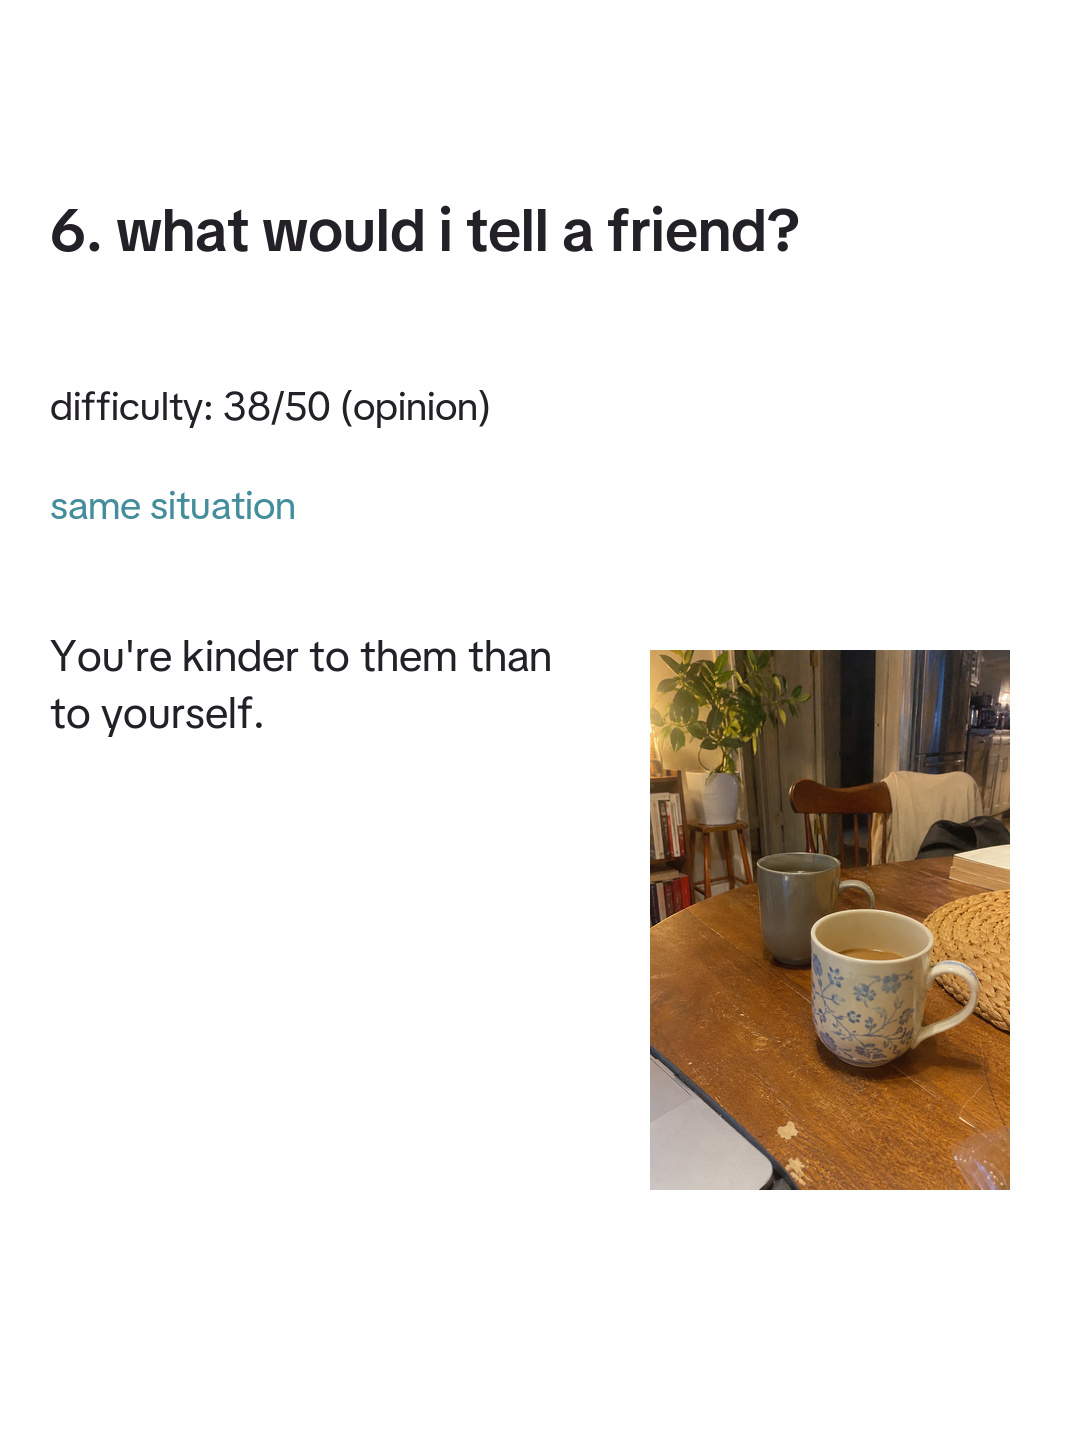 6. what would i tell a friend?
difficulty: 38/50 (opinion)
same situation
You're kinder to them than
to yourself.